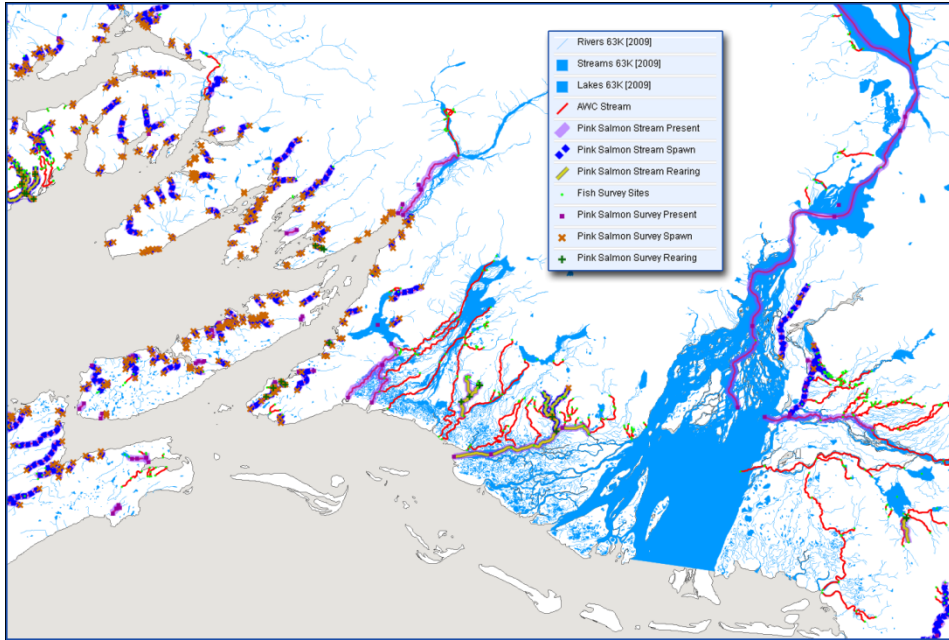 Rivers 63K [2009]
Streams 63K [2009]
Lakes 63K [2009]
AWC Stream
Pink Salmon Stream Present
Pink Salmon Stream Spawn
Pink Salmon Stream Rearing
Fish Survey Sites
Pink Salmon Survey Present
Pink Salmon Survey Spawn
Pink Salmon Survey Rearing